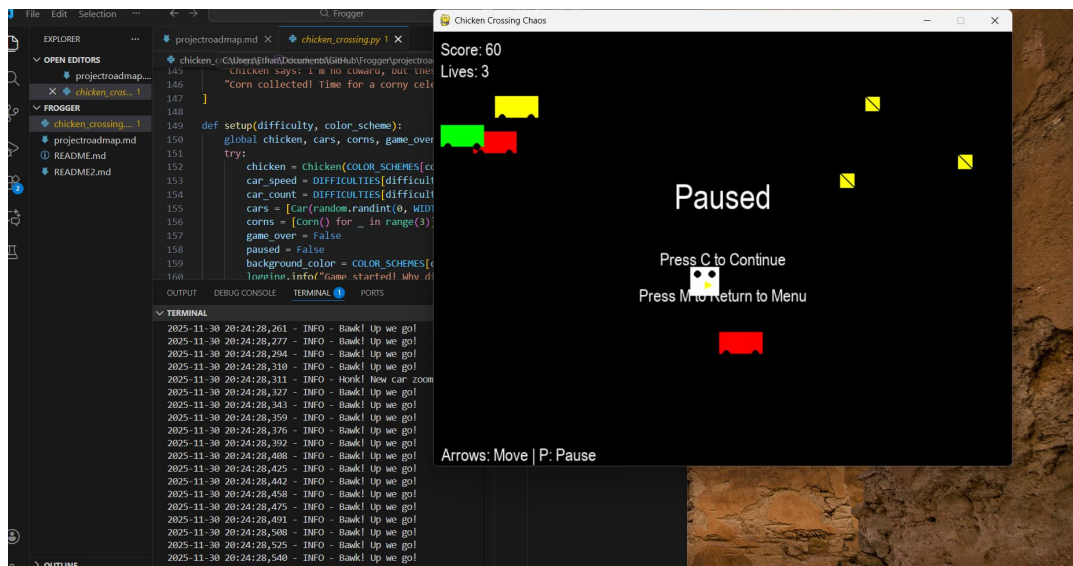 File Edit Selection ...
Frogger
EXPLORER ...
OPEN EDITORS
projectroadmap....
chicken_cros... 1
FROGGER
chicken_crossing.... 1
projectroadmap.md
README.md
README2.md
2
projectroadmap.md
chicken_crossing.py 1
145 "Chicken says: I'm no coward, but thes
146 "Corn collected! Time for a corny cele
147 ]
148
149 def setup(difficulty, color_scheme):
150 global chicken, cars, corns, game_over
151 try:
152 chicken = Chicken(COLOR_SCHEMES[co
153 car_speed = DIFFICULTIES[difficult
154 car_count = DIFFICULTIES[difficult
155 cars = [Car(random.randint(0, WIDT
156 corns = [Corn() for _ in range(3)]
157 game_over = False
158 paused = False
159 background_color = COLOR_SCHEMES[c
160 logging.info("Game started! Why d
OUTPUT DEBUG CONSOLE TERMINAL 1 PORTS
TERMINAL
2025-11-30 20:24:28,261 - INFO - Bawk! Up we go!
2025-11-30 20:24:28,277 - INFO - Bawk! Up we go!
2025-11-30 20:24:28,294 - INFO - Bawk! Up we go!
2025-11-30 20:24:28,310 - INFO - Bawk! Up we go!
2025-11-30 20:24:28,311 - INFO - Honk! New car zoom
2025-11-30 20:24:28,327 - INFO - Bawk! Up we go!
2025-11-30 20:24:28,343 - INFO - Bawk! Up we go!
2025-11-30 20:24:28,359 - INFO - Bawk! Up we go!
2025-11-30 20:24:28,376 - INFO - Bawk! Up we go!
2025-11-30 20:24:28,392 - INFO - Bawk! Up we go!
2025-11-30 20:24:28,408 - INFO - Bawk! Up we go!
2025-11-30 20:24:28,425 - INFO - Bawk! Up we go!
2025-11-30 20:24:28,442 - INFO - Bawk! Up we go!
2025-11-30 20:24:28,458 - INFO - Bawk! Up we go!
2025-11-30 20:24:28,475 - INFO - Bawk! Up we go!
2025-11-30 20:24:28,491 - INFO - Bawk! Up we go!
2025-11-30 20:24:28,508 - INFO - Bawk! Up we go!
2025-11-30 20:24:28,525 - INFO - Bawk! Up we go!
2025-11-30 20:24:28,540 - INFO - Bawk! Up we go!
OUTLINE
Chicken Crossing Chaos
Score: 60
Lives: 3
Paused
Press C to Continue
Press M to Return to Menu
Arrows: Move | P: Pause